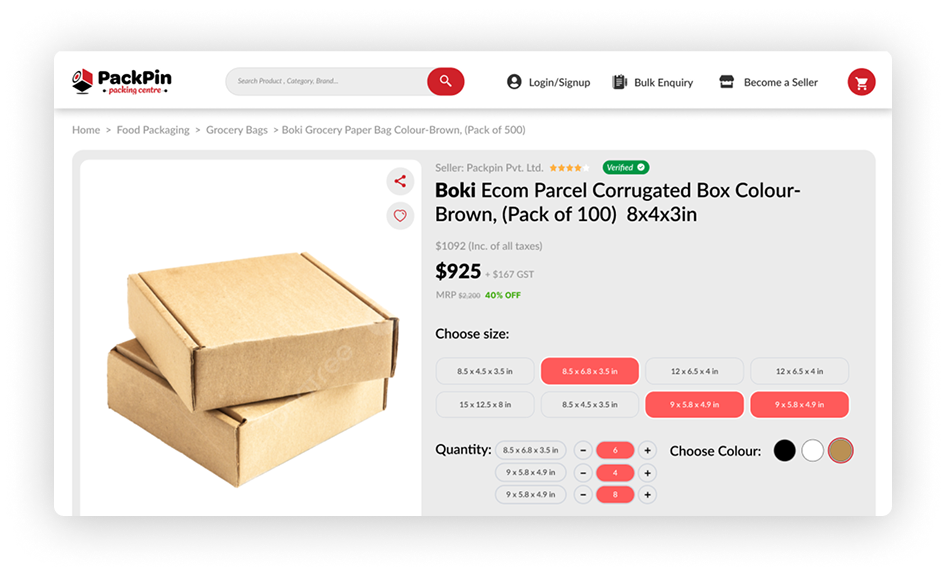 PackPin
• packing centre •
Search Product , Category, Brand...
Login/Signup
Bulk Enquiry
Become a Seller
Home > Food Packaging > Grocery Bags > Boki Grocery Paper Bag Colour-Brown, (Pack of 500)
Seller: Packpin Pvt. Ltd.
Verified
Boki Ecom Parcel Corrugated Box Colour-
Brown, (Pack of 100) 8x4x3in
$1092 (Inc. of all taxes)
$925 + $167 GST
MRP $2,200 40% OFF
Choose size:
8.5 x 4.5 x 3.5 in
8.5 x 6.8 x 3.5 in
12 x 6.5 x 4 in
12 x 6.5 x 4 in
15 x 12.5 x 8 in
8.5 x 4.5 x 3.5 in
9 x 5.8 x 4.9 in
9 x 5.8 x 4.9 in
Quantity:
8.5 x 6.8 x 3.5 in - 6 +
9 x 5.8 x 4.9 in - 4 +
9 x 5.8 x 4.9 in - 8 +
Choose Colour: